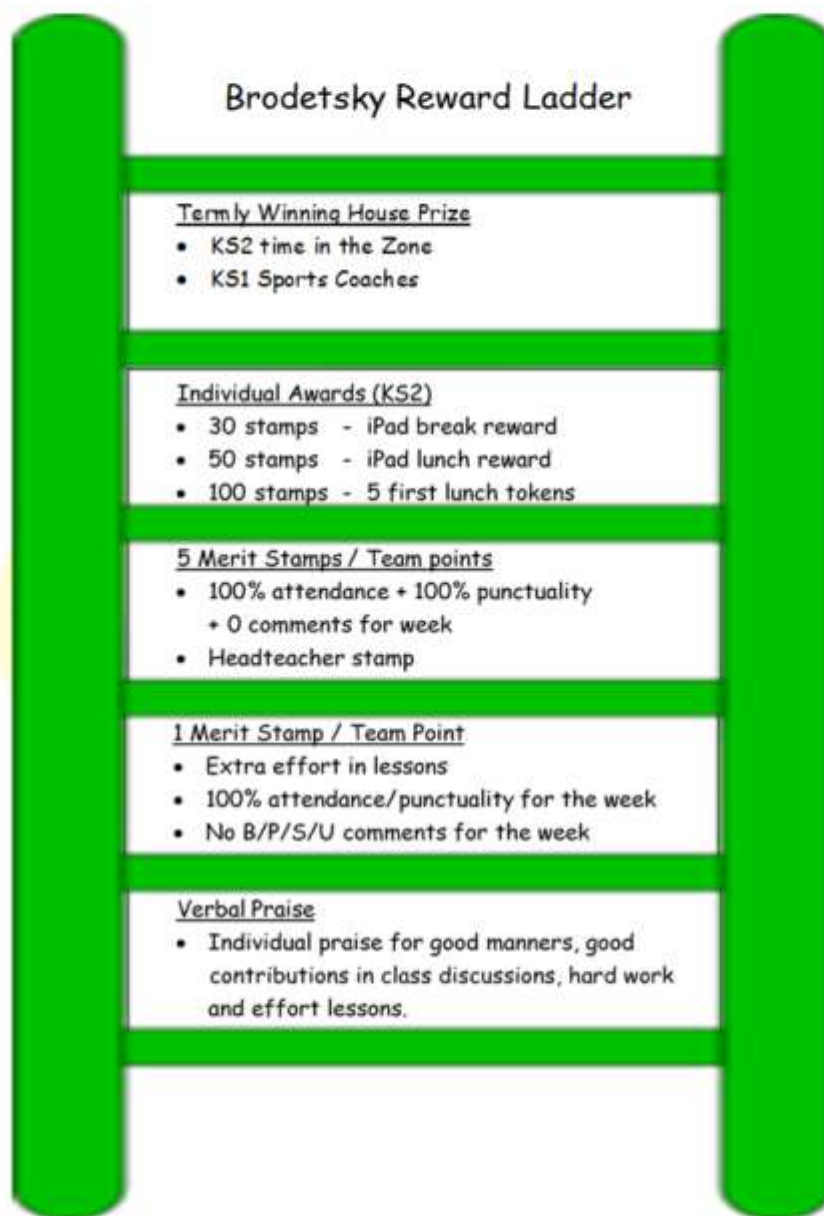 Brodetsky Reward Ladder
Termly Winning House Prize
• KS2 time in the Zone
• KS1 Sports Coaches
Individual Awards (KS2)
• 30 stamps - iPad break reward
• 50 stamps - iPad lunch reward
• 100 stamps - 5 first lunch tokens
5 Merit Stamps / Team points
• 100% attendance + 100% punctuality
+ 0 comments for week
• Headteacher stamp
1 Merit Stamp / Team Point
• Extra effort in lessons
• 100% attendance/punctuality for the week
• No B/P/S/U comments for the week
Verbal Praise
• Individual praise for good manners, good
contributions in class discussions, hard work
and effort lessons.